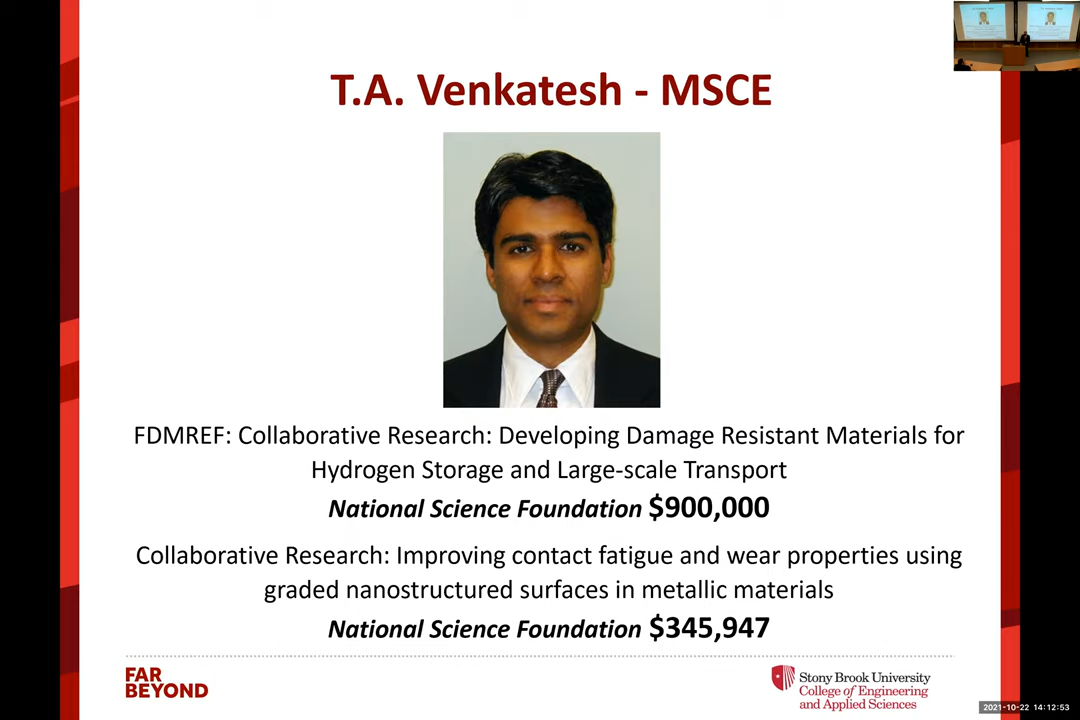 T.A. Venkatesh - MSCE
FDMREF: Collaborative Research: Developing Damage Resistant Materials for
Hydrogen Storage and Large-scale Transport
National Science Foundation $900,000
Collaborative Research: Improving contact fatigue and wear properties using
graded nanostructured surfaces in metallic materials
National Science Foundation $345,947
FAR
BEYOND
Stony Brook University
College of Engineering
and Applied Sciences
2021-10-22 14:12:53